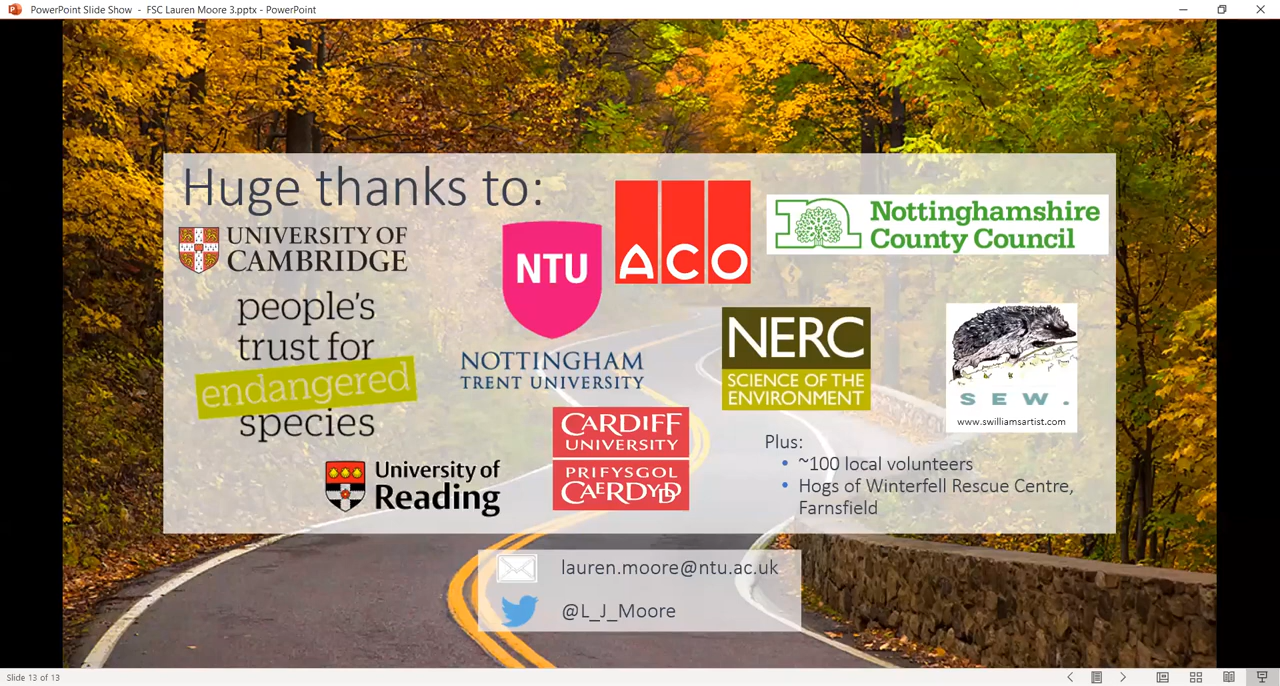 PowerPoint Slide Show - FSC Lauren Moore 3.pptx - PowerPoint
Huge thanks to:
UNIVERSITY OF
CAMBRIDGE
people's
trust for
endangered
species
University of
Reading
NTU
NOTTINGHAM
TRENT UNIVERSITY
CARDIFF
UNIVERSITY
PRIFYSGOL
CAERDYDD
ACO
Nottinghamshire
County Council
NERC
SCIENCE OF THE
ENVIRONMENT
S E W .
www.swilliamsartist.com
Plus:
• ~100 local volunteers
• Hogs of Winterfell Rescue Centre,
Farnsfield
lauren.moore@ntu.ac.uk
@L_J_Moore
Slide 13 of 13